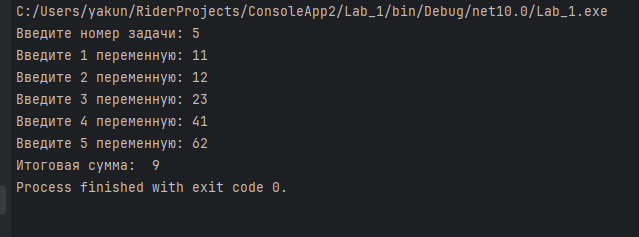 C:/Users/yakun/RiderProjects/ConsoleApp2/Lab_1/bin/Debug/net10.0/Lab_1.exe
Введите номер задачи: 5
Введите 1 переменную: 11
Введите 2 переменную: 12
Введите 3 переменную: 23
Введите 4 переменную: 41
Введите 5 переменную: 62
Итоговая сумма:  9
Process finished with exit code 0.